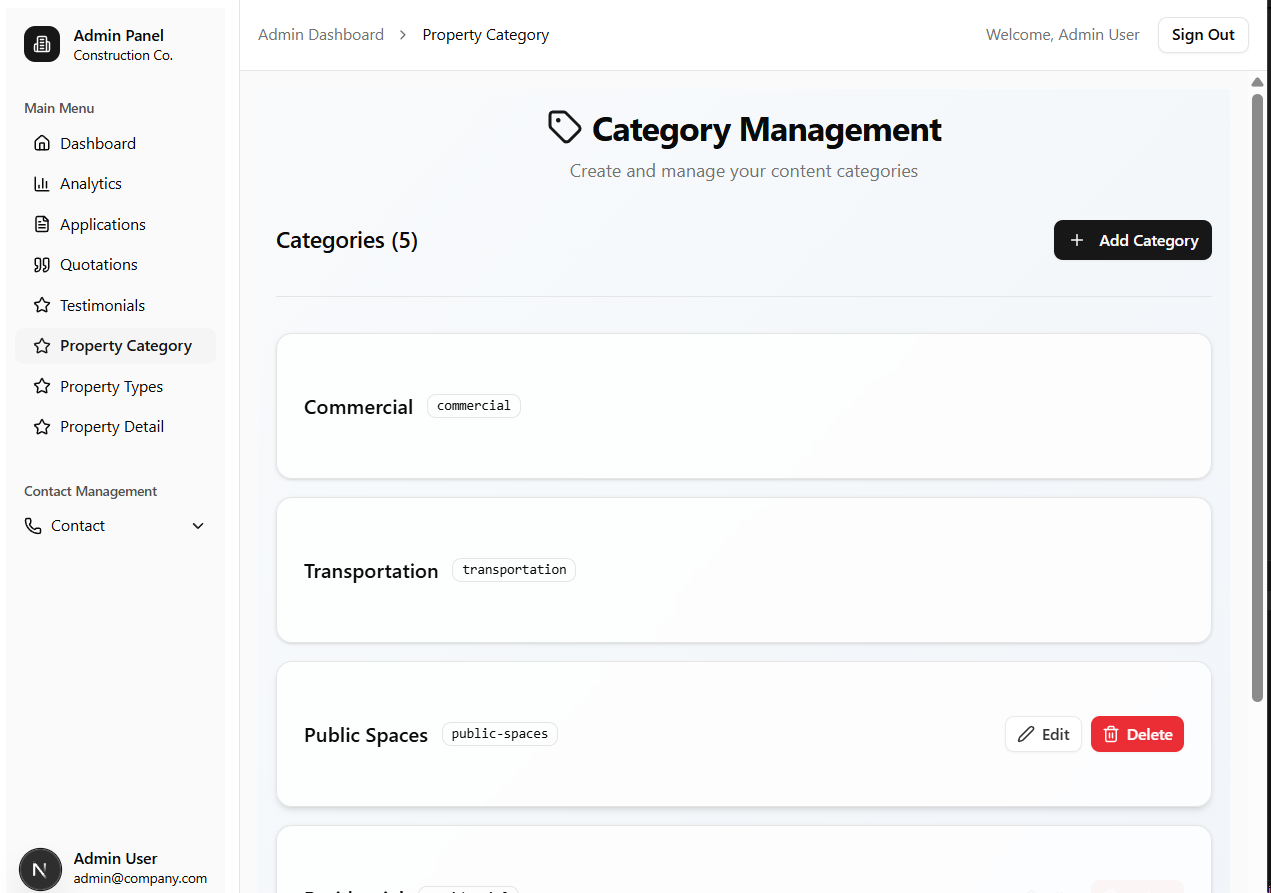 Admin Panel
Construction Co.
Main Menu
Dashboard
Analytics
Applications
Quotations
Testimonials
Property Category
Property Types
Property Detail
Contact Management
Contact
N
Admin User
admin@company.com
Admin Dashboard > Property Category
Welcome, Admin User
Sign Out
Category Management
Create and manage your content categories
Categories (5)
+ Add Category
Commercial commercial
Transportation transportation
Public Spaces public-spaces
Edit Delete